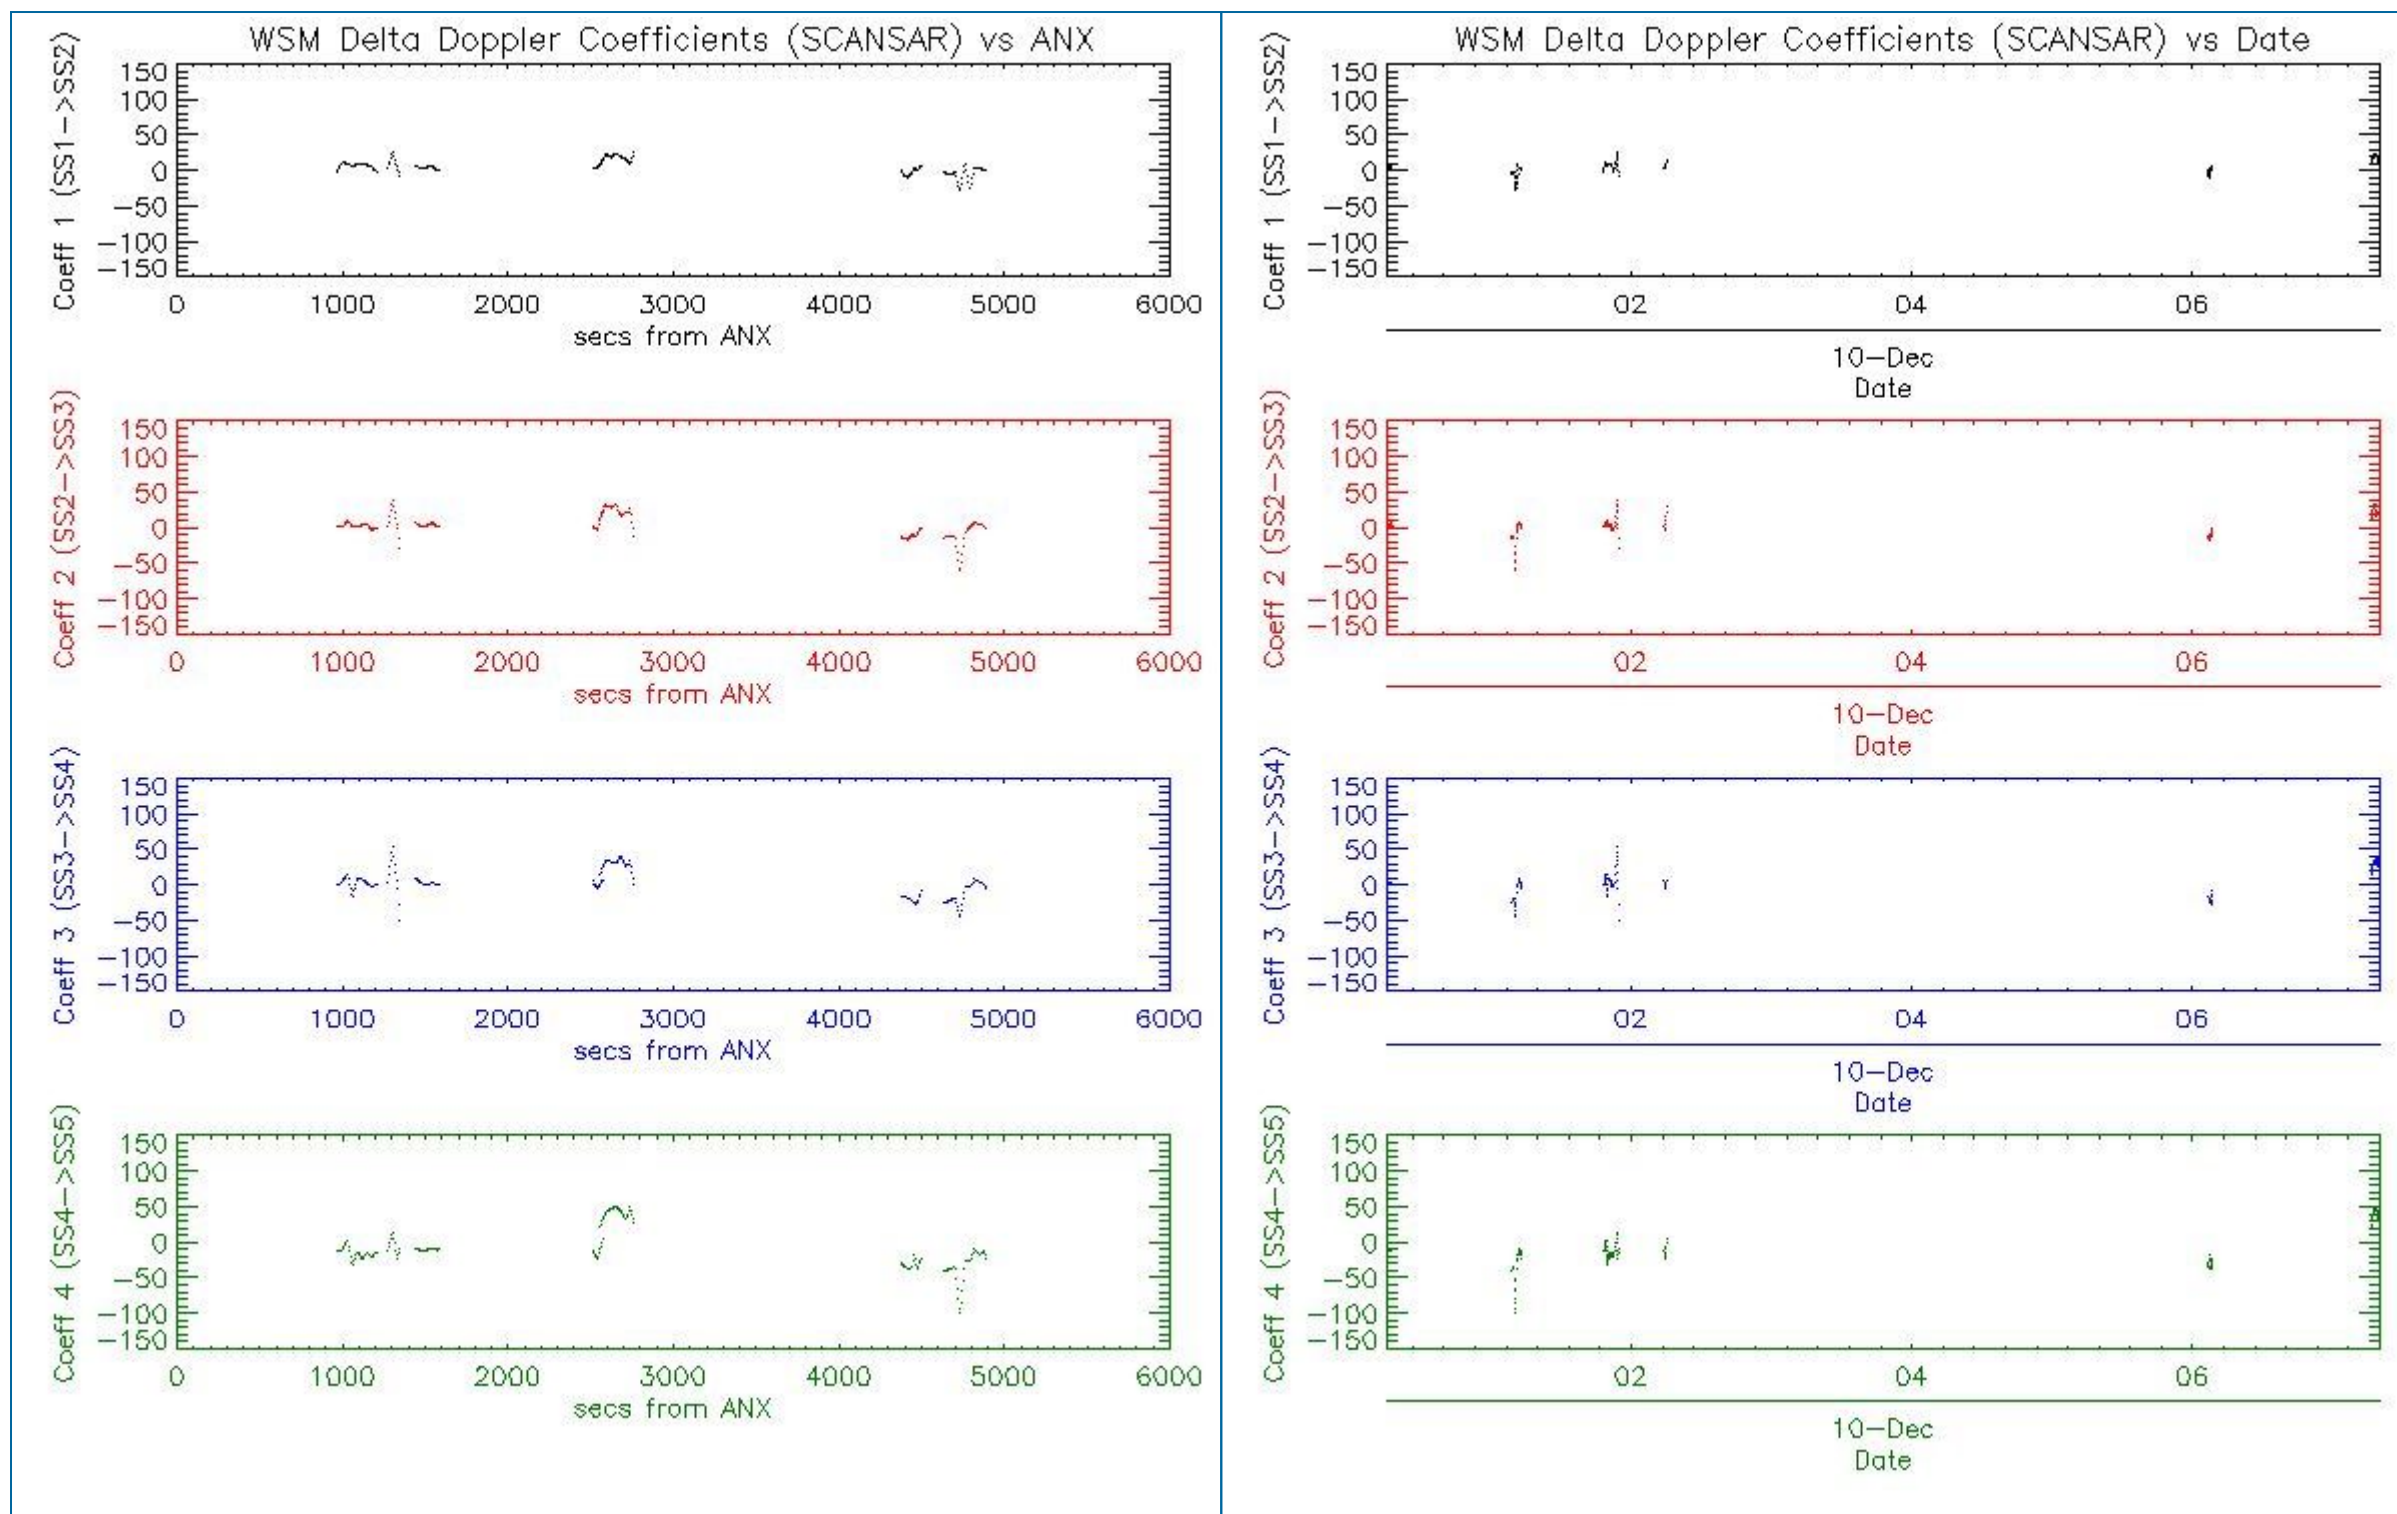 WSM Delta Doppler Coefficients (SCANSAR) vs ANX
Coeff 1 (SS1->SS2)
150
100
50
0
-50
-100
-150
0 1000 2000 3000 4000 5000 6000
secs from ANX
Coeff 2 (SS2->SS3)
150
100
50
0
-50
-100
-150
0 1000 2000 3000 4000 5000 6000
secs from ANX
Coeff 3 (SS3->SS4)
150
100
50
0
-50
-100
-150
0 1000 2000 3000 4000 5000 6000
secs from ANX
Coeff 4 (SS4->SS5)
150
100
50
0
-50
-100
-150
0 1000 2000 3000 4000 5000 6000
secs from ANX
WSM Delta Doppler Coefficients (SCANSAR) vs Date
Coeff 1 (SS1->SS2)
150
100
50
0
-50
-100
-150
02 04 06
10-Dec
Date
Coeff 2 (SS2->SS3)
150
100
50
0
-50
-100
-150
02 04 06
10-Dec
Date
Coeff 3 (SS3->SS4)
150
100
50
0
-50
-100
-150
02 04 06
10-Dec
Date
Coeff 4 (SS4->SS5)
150
100
50
0
-50
-100
-150
02 04 06
10-Dec
Date